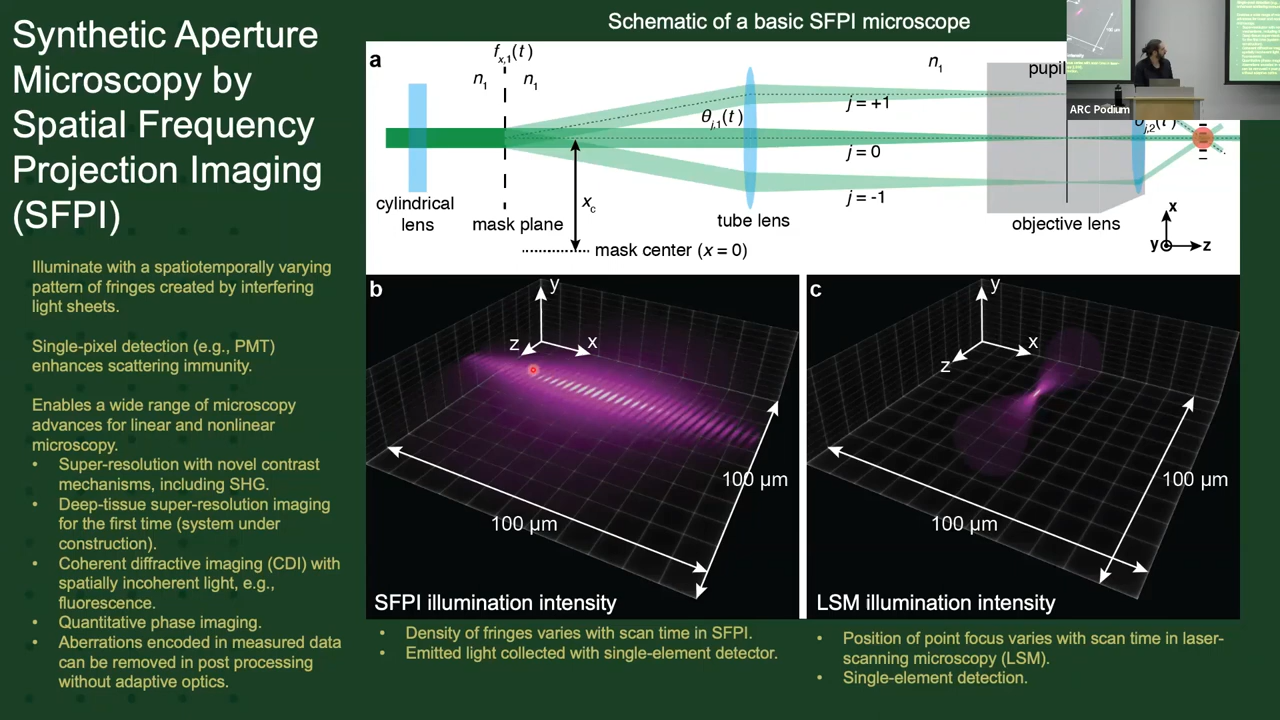 Synthetic Aperture
Microscopy by
Spatial Frequency
Projection Imaging
(SFPI)
Illuminate with a spatiotemporally varying
pattern of fringes created by interfering
light sheets.
Single-pixel detection (e.g., PMT)
enhances scattering immunity.
Enables a wide range of microscopy
advances for linear and nonlinear
microscopy.
• Super-resolution with novel contrast
mechanisms, including SHG.
• Deep-tissue super-resolution imaging
for the first time (system under
construction).
• Coherent diffractive imaging (CDI) with
spatially incoherent light, e.g.,
fluorescence.
• Quantitative phase imaging.
• Aberrations encoded in measured data
can be removed in post processing
without adaptive optics.
Schematic of a basic SFPI microscope
a
fx,1(t)
n1
n1
n1
pupil
θj,1(t)
j = +1
j = 0
j = -1
θj,2(t)
xc
cylindrical
lens
mask plane
tube lens
objective lens
mask center (x = 0)
x
y
z
ARC Podium
b
y
z
x
100 µm
100 µm
SFPI illumination intensity
c
y
x
z
100 µm
100 µm
LSM illumination intensity
• Density of fringes varies with scan time in SFPI.
• Emitted light collected with single-element detector.
• Position of point focus varies with scan time in laser-
scanning microscopy (LSM).
• Single-element detection.